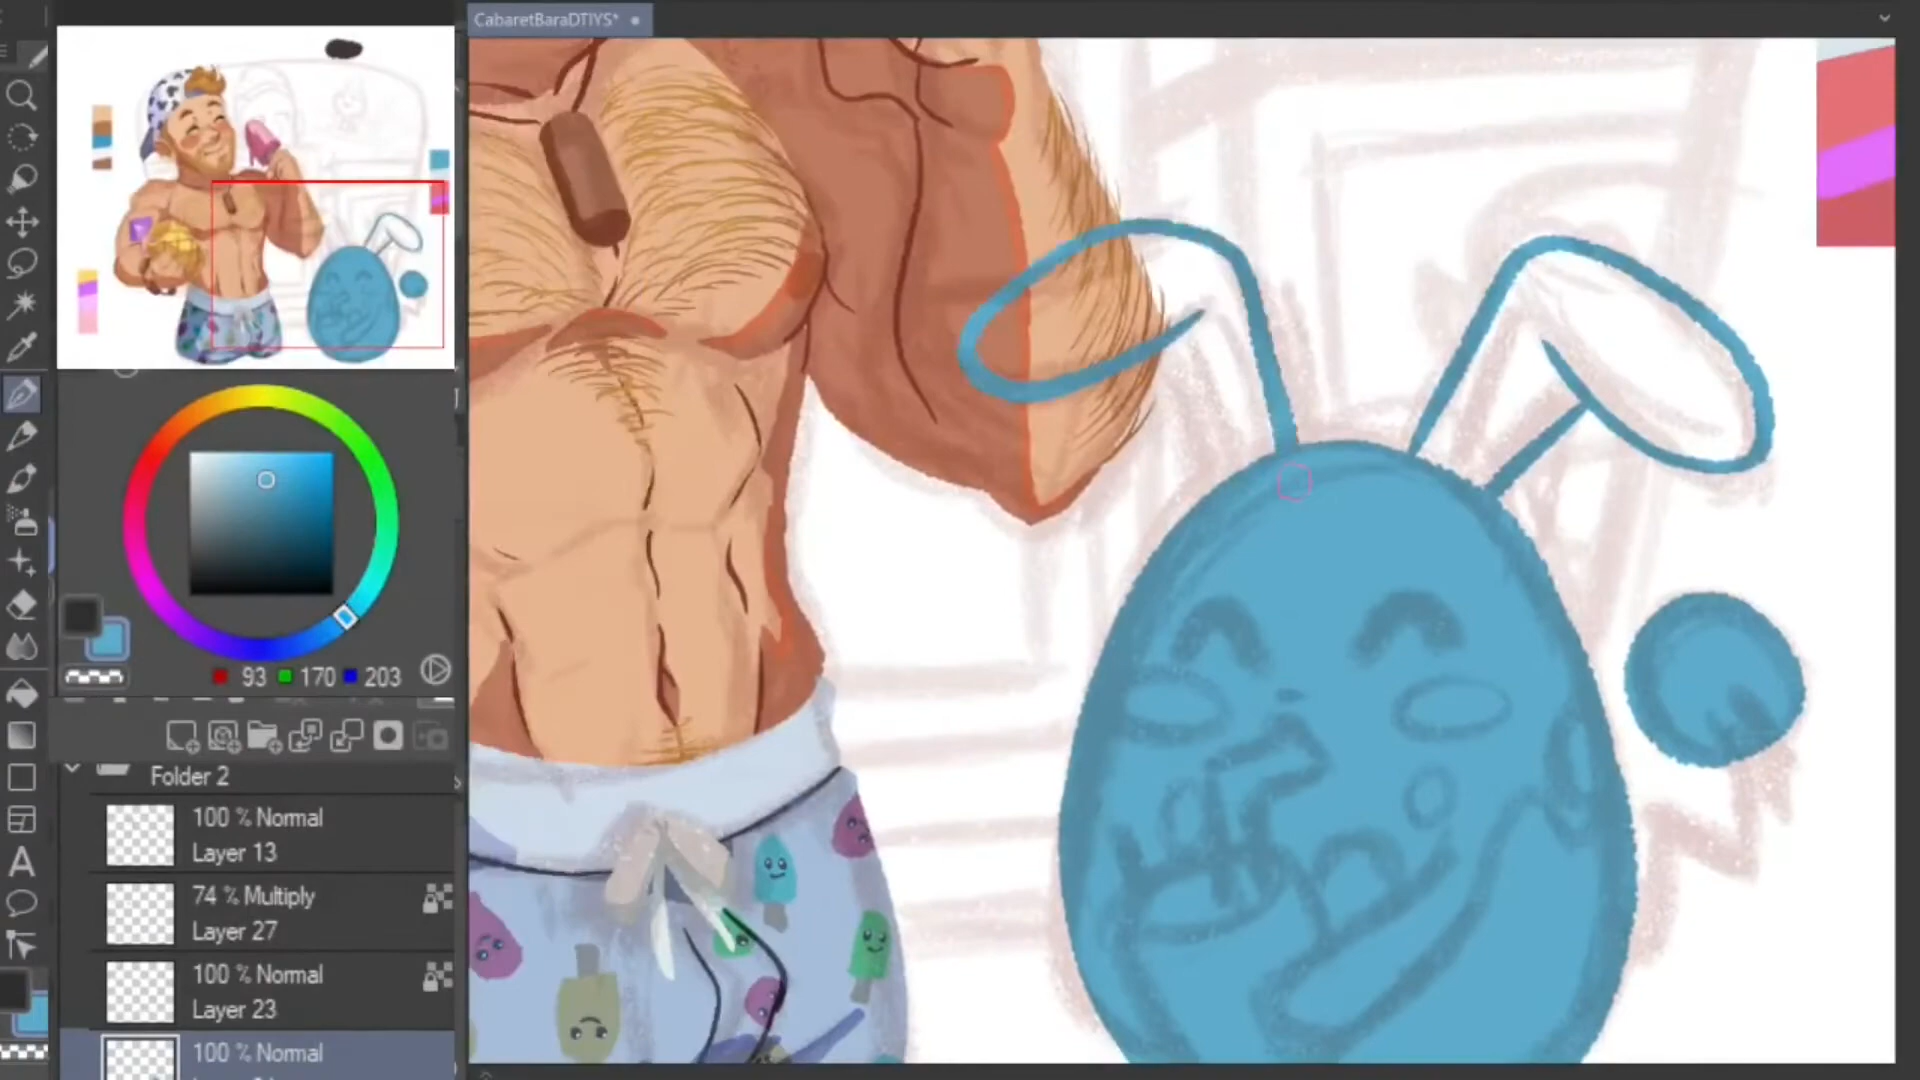 CabaretBaraDTIYS*
93 170 203
Folder 2
100 % Normal
Layer 13
74 % Multiply
Layer 27
100 % Normal
Layer 23
100 % Normal